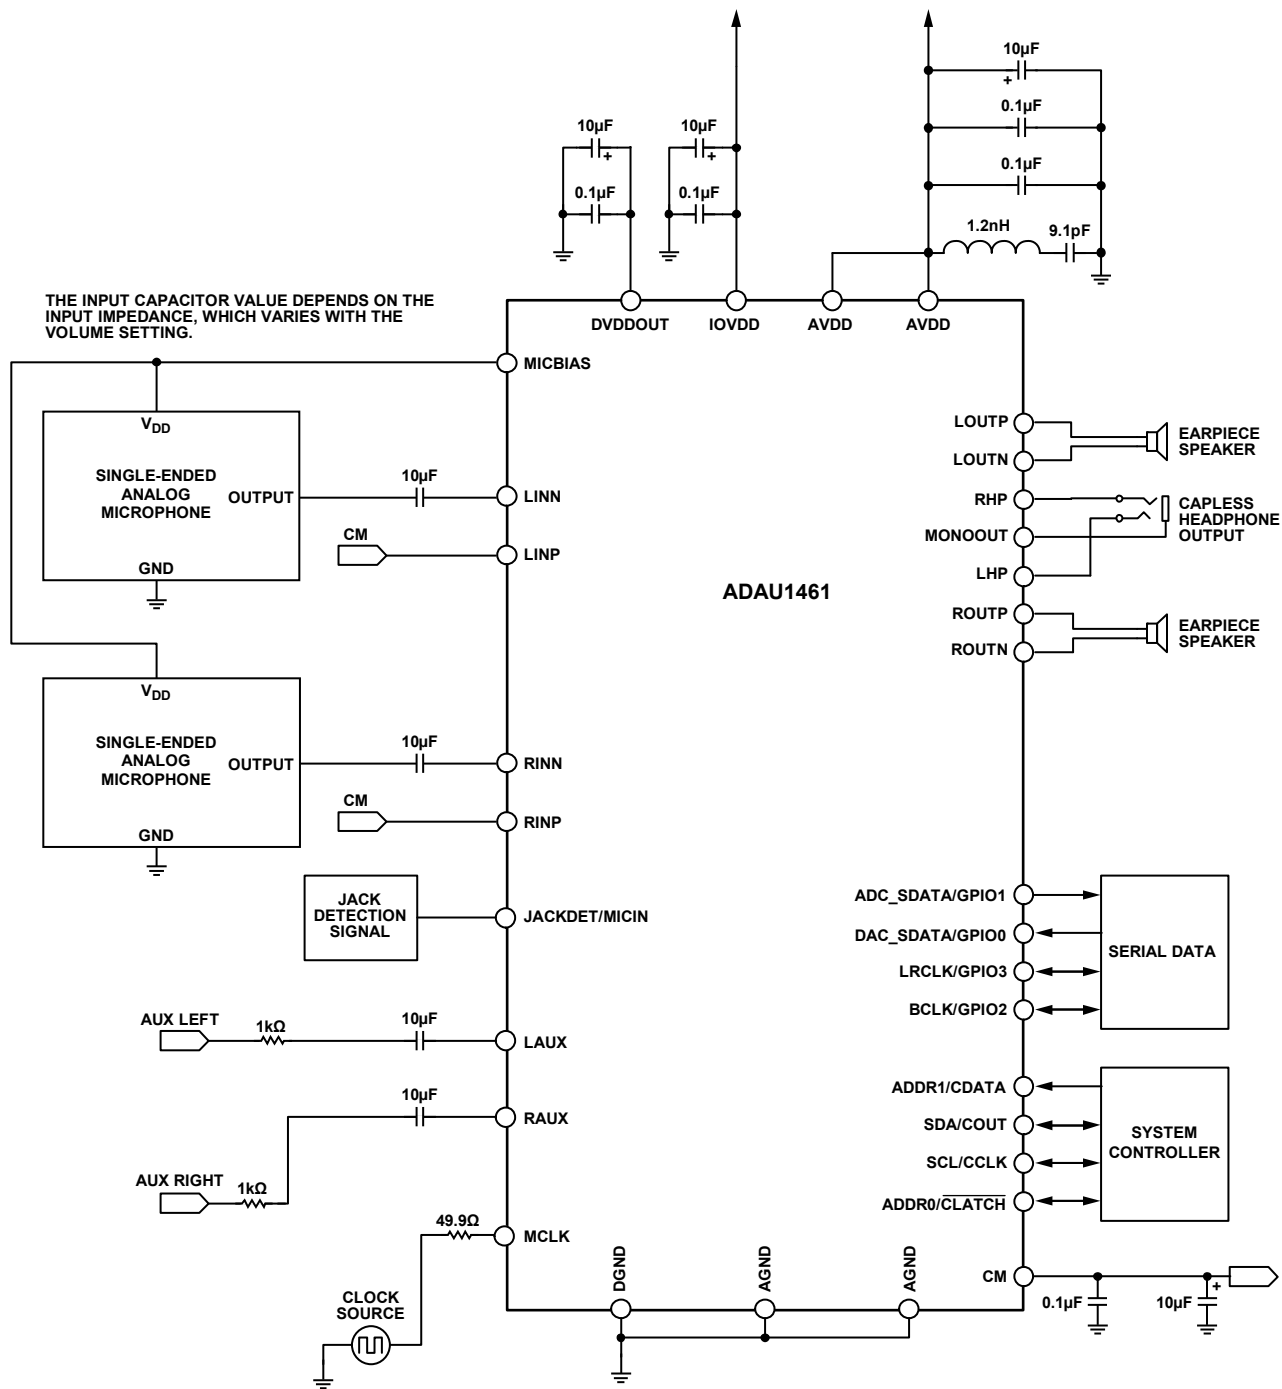 10µF
0.1µF
0.1µF
1.2nH
9.1pF
10µF
0.1µF
10µF
0.1µF
THE INPUT CAPACITOR VALUE DEPENDS ON THE
INPUT IMPEDANCE, WHICH VARIES WITH THE
VOLUME SETTING.
DVDDOUT
IOVDD
AVDD
AVDD
MICBIAS
VDD
SINGLE-ENDED
ANALOG
MICROPHONE
OUTPUT
GND
10µF
LINN
CM
LINP
VDD
SINGLE-ENDED
ANALOG
MICROPHONE
OUTPUT
GND
10µF
RINN
CM
RINP
JACK
DETECTION
SIGNAL
JACKDET/MICIN
AUX LEFT
1kΩ
10µF
LAUX
10µF
RAUX
AUX RIGHT
1kΩ
49.9Ω
MCLK
CLOCK
SOURCE
ADAU1461
LOUTP
LOUTN
EARPIECE
SPEAKER
RHP
MONOOUT
LHP
CAPLESS
HEADPHONE
OUTPUT
ROUTP
ROUTN
EARPIECE
SPEAKER
ADC_SDATA/GPIO1
DAC_SDATA/GPIO0
LRCLK/GPIO3
BCLK/GPIO2
SERIAL DATA
ADDR1/CDATA
SDA/COUT
SCL/CCLK
ADDR0/CLATCH
SYSTEM
CONTROLLER
DGND
AGND
AGND
CM
0.1µF
10µF